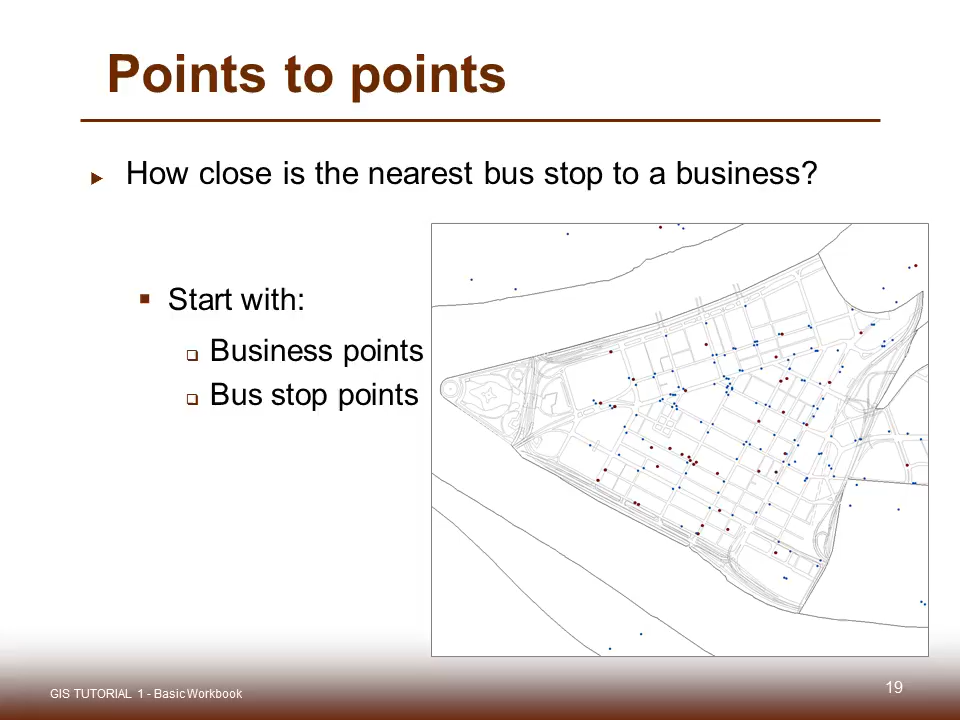 Points to points
How close is the nearest bus stop to a business?
Start with:
Business points
Bus stop points
GIS TUTORIAL 1 - Basic Workbook
19